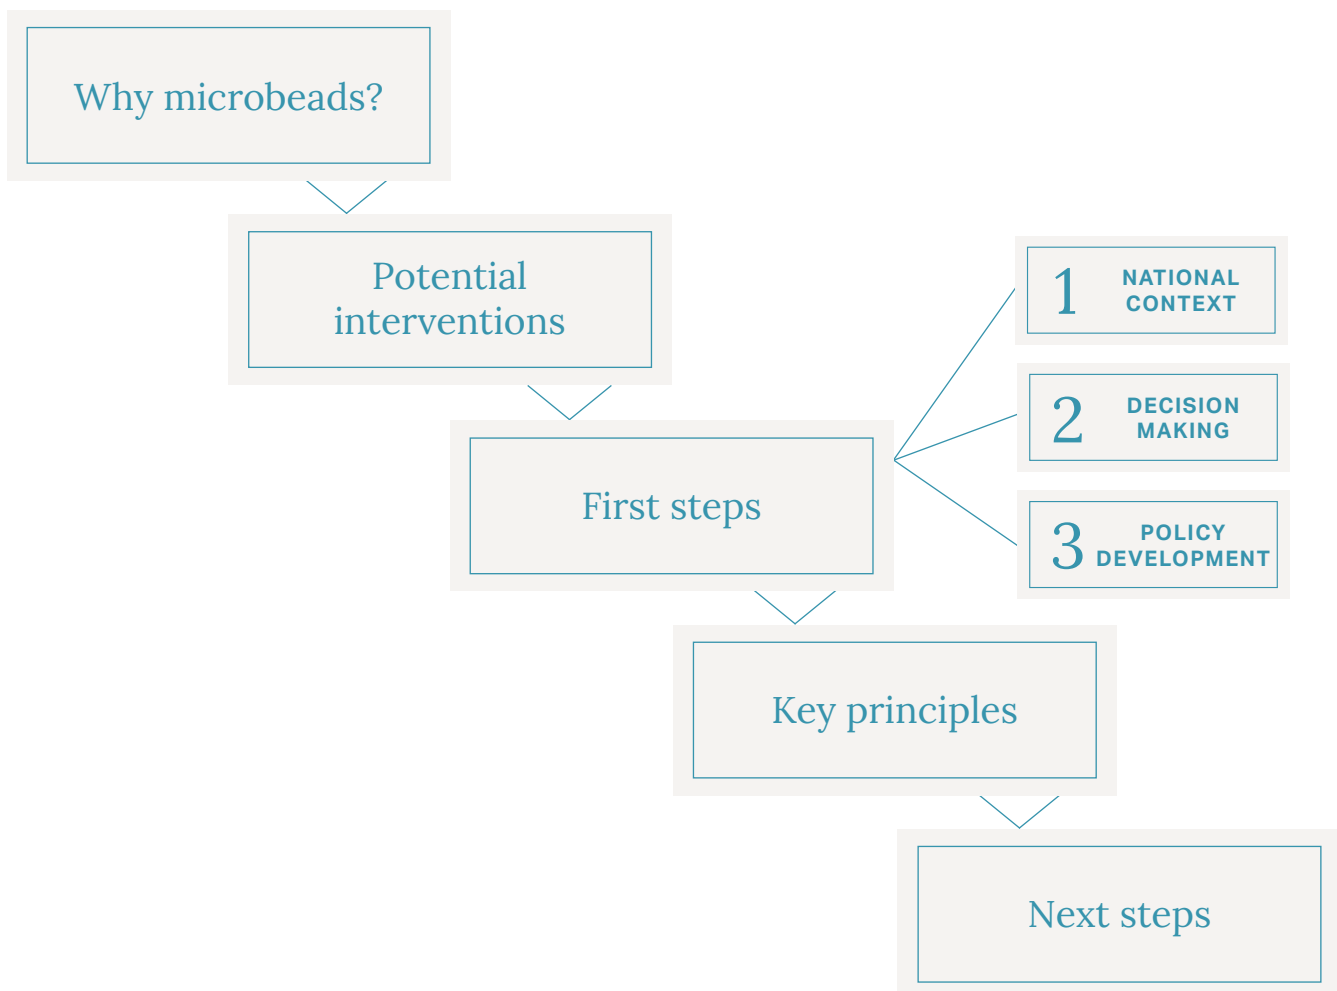 Why microbeads?
Potential
interventions
First steps
1
NATIONAL
CONTEXT
2
DECISION
MAKING
3
POLICY
DEVELOPMENT
Key principles
Next steps